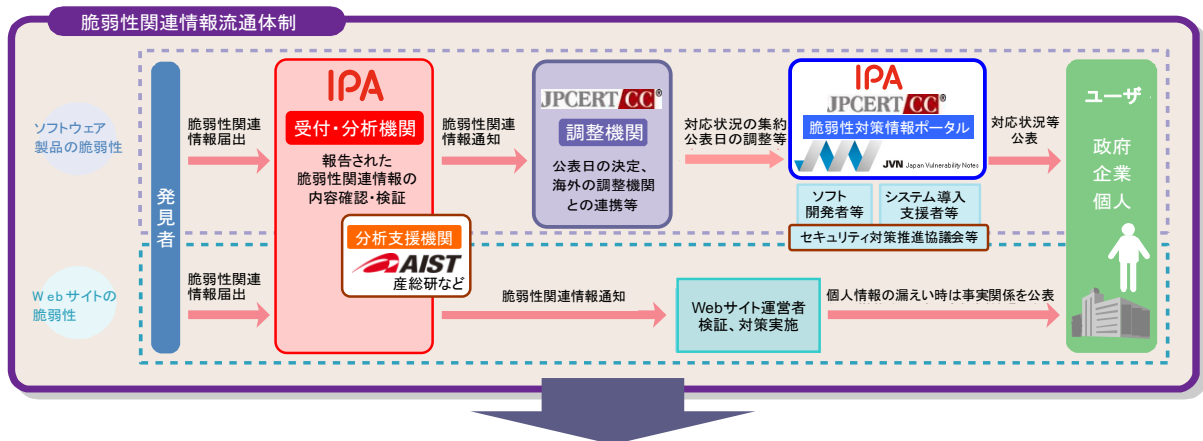 脆弱性関連情報流通体制
ソフトウェア
製品の脆弱性
発見者
脆弱性関連
情報届出
IPA
受付・分析機関
報告された
脆弱性関連情報の
内容確認・検証
脆弱性関連
情報通知
JPCERT CC®
調整機関
公表日の決定、
海外の調整機関
との連携等
対応状況の集約
公表日の調整等
IPA
JPCERT CC®
脆弱性対策情報ポータル
JVN Japan Vulnerability Notes
ソフト
開発者等
システム導入
支援者等
セキュリティ対策推進協議会等
対応状況等
公表
ユーザ
政府
企業
個人
分析支援機関
AIST
産総研など
Webサイトの
脆弱性
脆弱性関連
情報届出
脆弱性関連情報通知
Webサイト運営者
検証、対策実施
個人情報の漏えい時は事実関係を公表